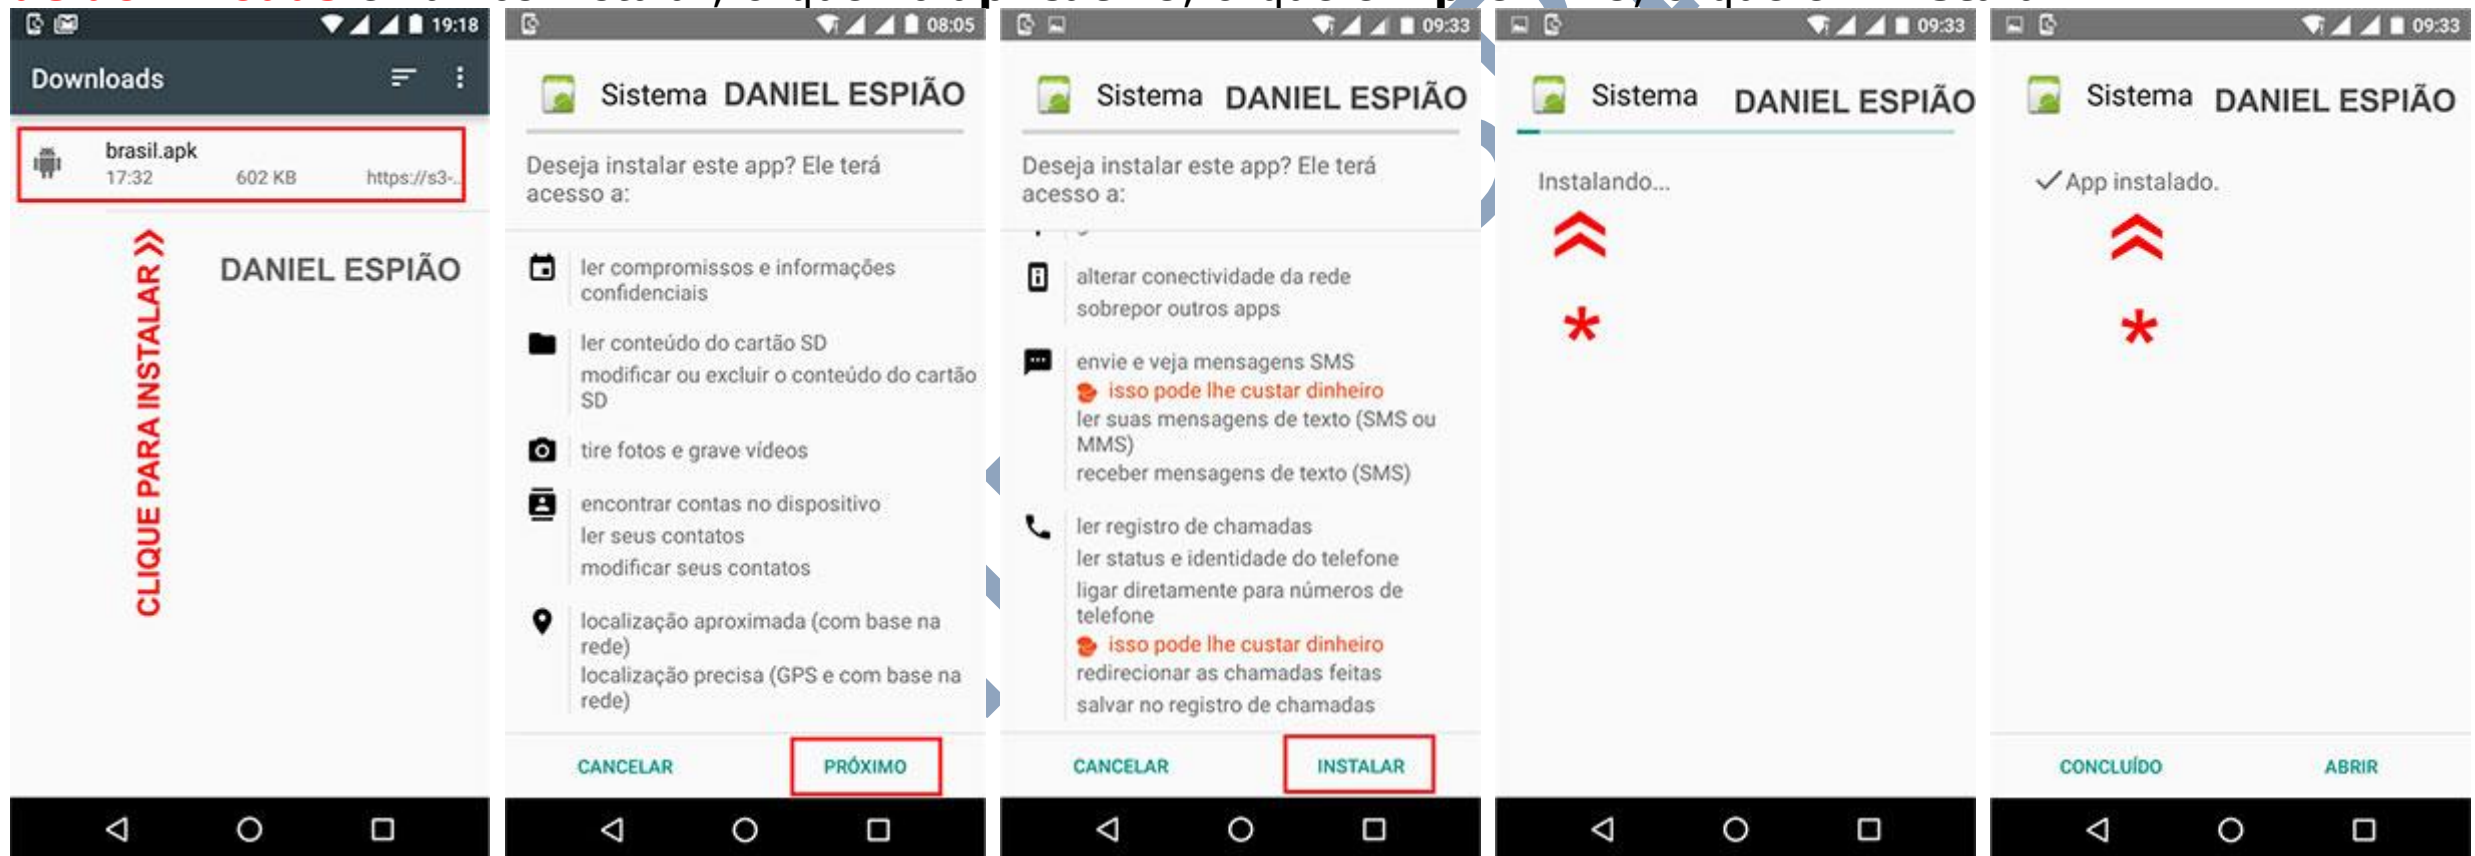 19:18
Downloads
brasil.apk
17:32 602 KB https://s3-..
CLIQUE PARA INSTALAR
DANIEL ESPIÃO
08:05
Sistema DANIEL ESPIÃO
Deseja instalar este app? Ele terá
acesso a:
ler compromissos e informações
confidenciais
ler conteúdo do cartão SD
modificar ou excluir o conteúdo do cartão
SD
tire fotos e grave vídeos
encontrar contas no dispositivo
ler seus contatos
modificar seus contatos
localização aproximada (com base na
rede)
localização precisa (GPS e com base na
rede)
CANCELAR PRÓXIMO
09:33
Sistema DANIEL ESPIÃO
Deseja instalar este app? Ele terá
acesso a:
alterar conectividade da rede
sobrepor outros apps
envie e veja mensagens SMS
isso pode lhe custar dinheiro
ler suas mensagens de texto (SMS ou
MMS)
receber mensagens de texto (SMS)
ler registro de chamadas
ler status e identidade do telefone
ligar diretamente para números de
telefone
isso pode lhe custar dinheiro
redirecionar as chamadas feitas
salvar no registro de chamadas
CANCELAR INSTALAR
09:33
Sistema DANIEL ESPIÃO
Instalando...
*
09:33
Sistema DANIEL ESPIÃO
App instalado.
*
CONCLUÍDO ABRIR